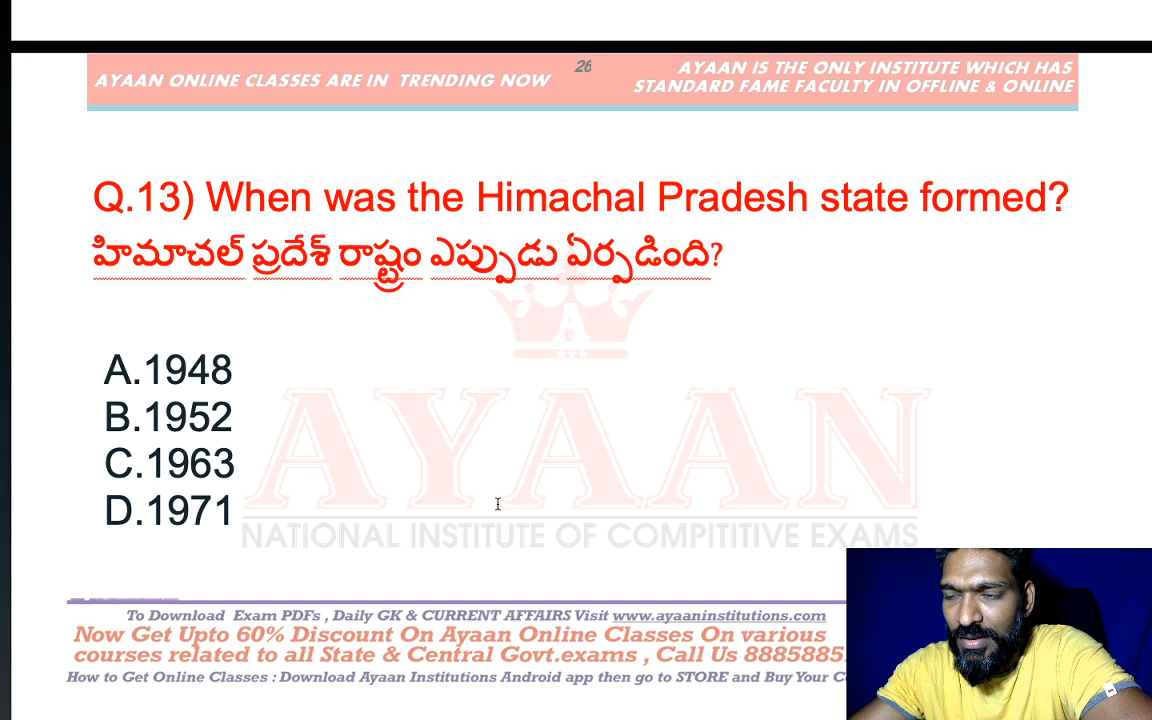 AYAAN ONLINE CLASSES ARE IN TRENDING NOW
26
AYAAN IS THE ONLY INSTITUTE WHICH HAS
STANDARD FAME FACULTY IN OFFLINE & ONLINE
Q.13) When was the Himachal Pradesh state formed?
హిమాచల్ ప్రదేశ్ రాష్ట్రం ఎప్పుడు ఏర్పడింది?
A.1948
B.1952
C.1963
D.1971
A
AYAAN
NATIONAL INSTITUTE OF COMPITITIVE EXAMS
To Download Exam PDFs , Daily GK & CURRENT AFFAIRS Visit www.ayaaninstitutions.com
Now Get Upto 60% Discount On Ayaan Online Classes On various
courses related to all State & Central Govt.exams , Call Us 8885885
How to Get Online Classes : Download Ayaan Institutions Android app then go to STORE and Buy Your